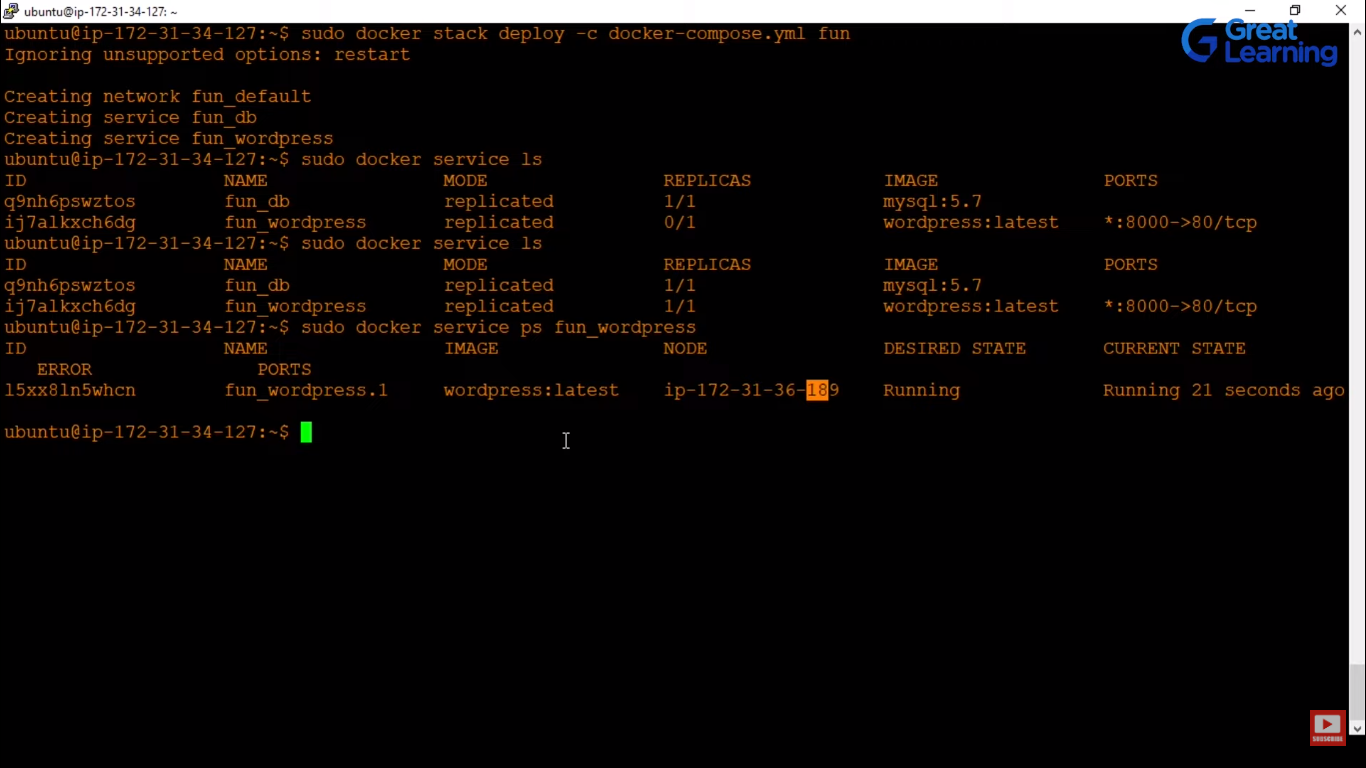 ubuntu@ip-172-31-34-127: ~
Great Learning
ubuntu@ip-172-31-34-127:~$ sudo docker stack deploy -c docker-compose.yml fun
Ignoring unsupported options: restart
Creating network fun_default
Creating service fun_db
Creating service fun_wordpress
ubuntu@ip-172-31-34-127:~$ sudo docker service ls
ID NAME MODE REPLICAS IMAGE PORTS
q9nh6pswztos fun_db replicated 1/1 mysql:5.7
ij7alkxch6dg fun_wordpress replicated 0/1 wordpress:latest *:8000->80/tcp
ubuntu@ip-172-31-34-127:~$ sudo docker service ls
ID NAME MODE REPLICAS IMAGE PORTS
q9nh6pswztos fun_db replicated 1/1 mysql:5.7
ij7alkxch6dg fun_wordpress replicated 1/1 wordpress:latest *:8000->80/tcp
ubuntu@ip-172-31-34-127:~$ sudo docker service ps fun_wordpress
ID NAME IMAGE NODE DESIRED STATE CURRENT STATE
ERROR PORTS
l5xx8ln5whcn fun_wordpress.1 wordpress:latest ip-172-31-36-189 Running Running 21 seconds ago
ubuntu@ip-172-31-34-127:~$
SUBSCRIBE